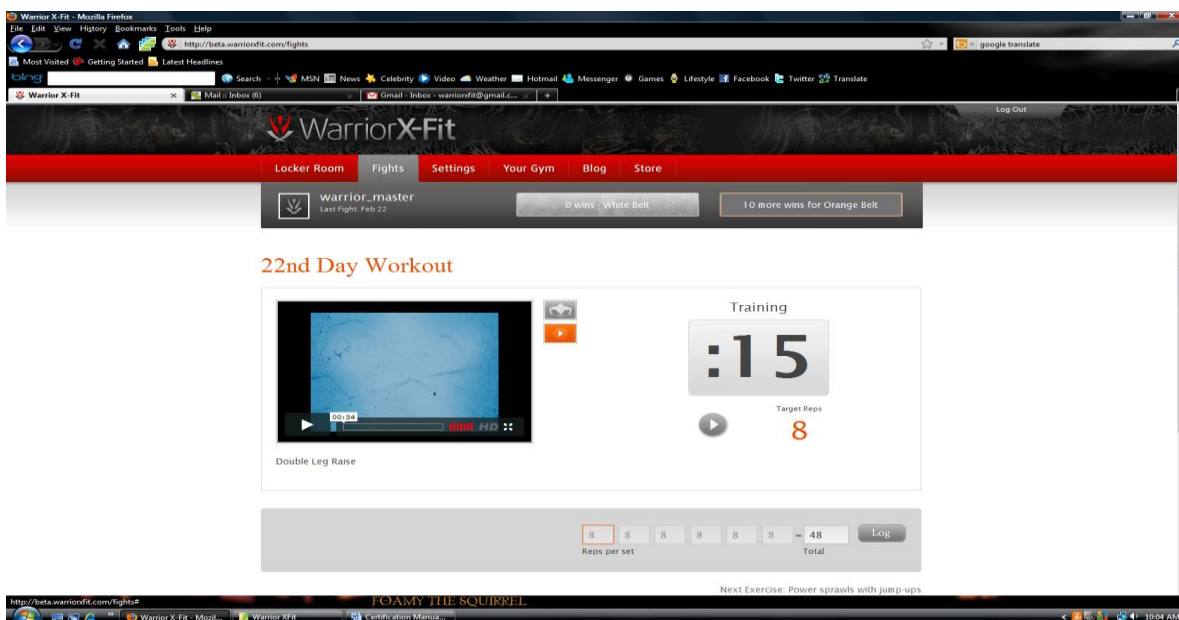 Warrior X-Fit - Mozilla Firefox
File Edit View History Bookmarks Tools Help
http://beta.warriorxfit.com/fights
google translate
Most Visited Getting Started Latest Headlines
bing Search MSN News Celebrity Video Weather Hotmail Messenger Games Lifestyle Facebook Twitter Translate
Warrior X-Fit Mail :: Inbox (6) Gmail - Inbox - warriorxfit@gmail.c...
Log Out
WarriorX-Fit
Locker Room Fights Settings Your Gym Blog Store
warrior_master
Last Fight: Feb 22
0 wins - White Belt
10 more wins for Orange Belt
22nd Day Workout
Training
:15
00:34
HD
Target Reps
8
Double Leg Raise
8 8 8 8 8 8 = 48 Log
Reps per set Total
Next Exercise: Power sprawls with jump-ups
http://beta.warriorxfit.com/fights#
FOAMY THE SQUIRREL
Warrior X-Fit - Mozil... Warrior XFit Certification Manua... 10:04 AM